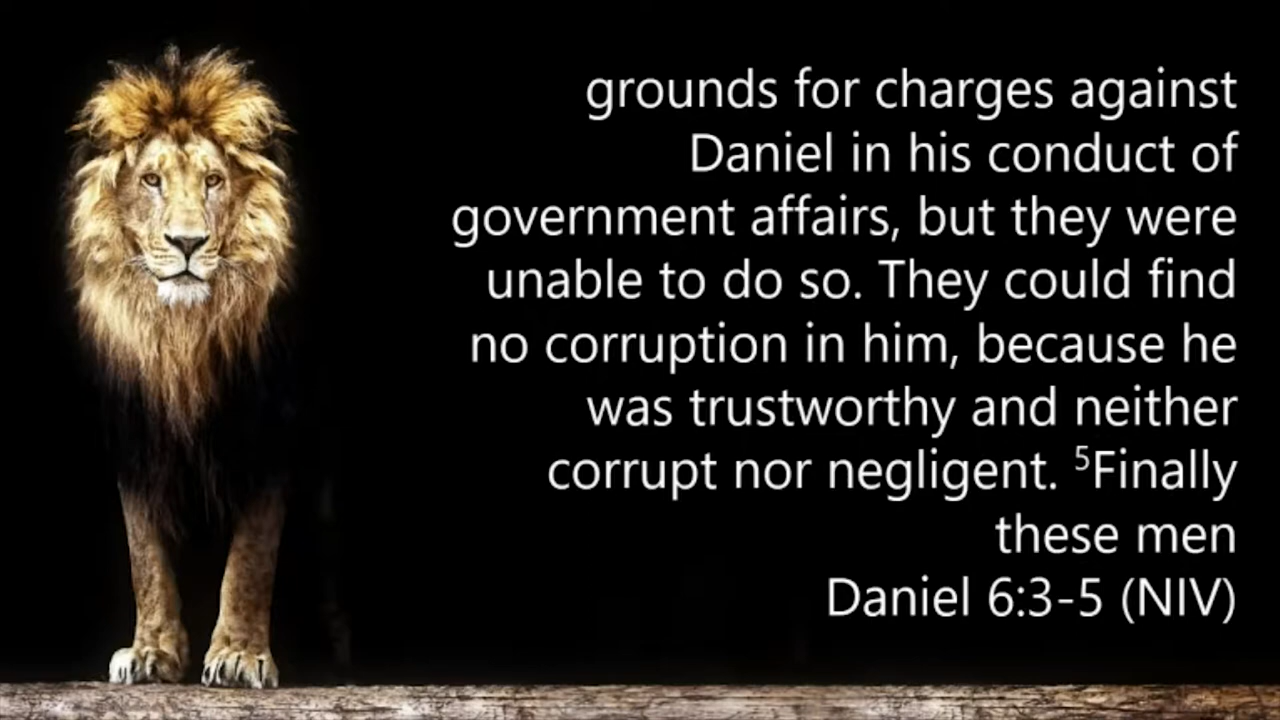 grounds for charges against
Daniel in his conduct of
government affairs, but they were
unable to do so. They could find
no corruption in him, because he
was trustworthy and neither
corrupt nor negligent. ⁵Finally
these men
Daniel 6:3-5 (NIV)